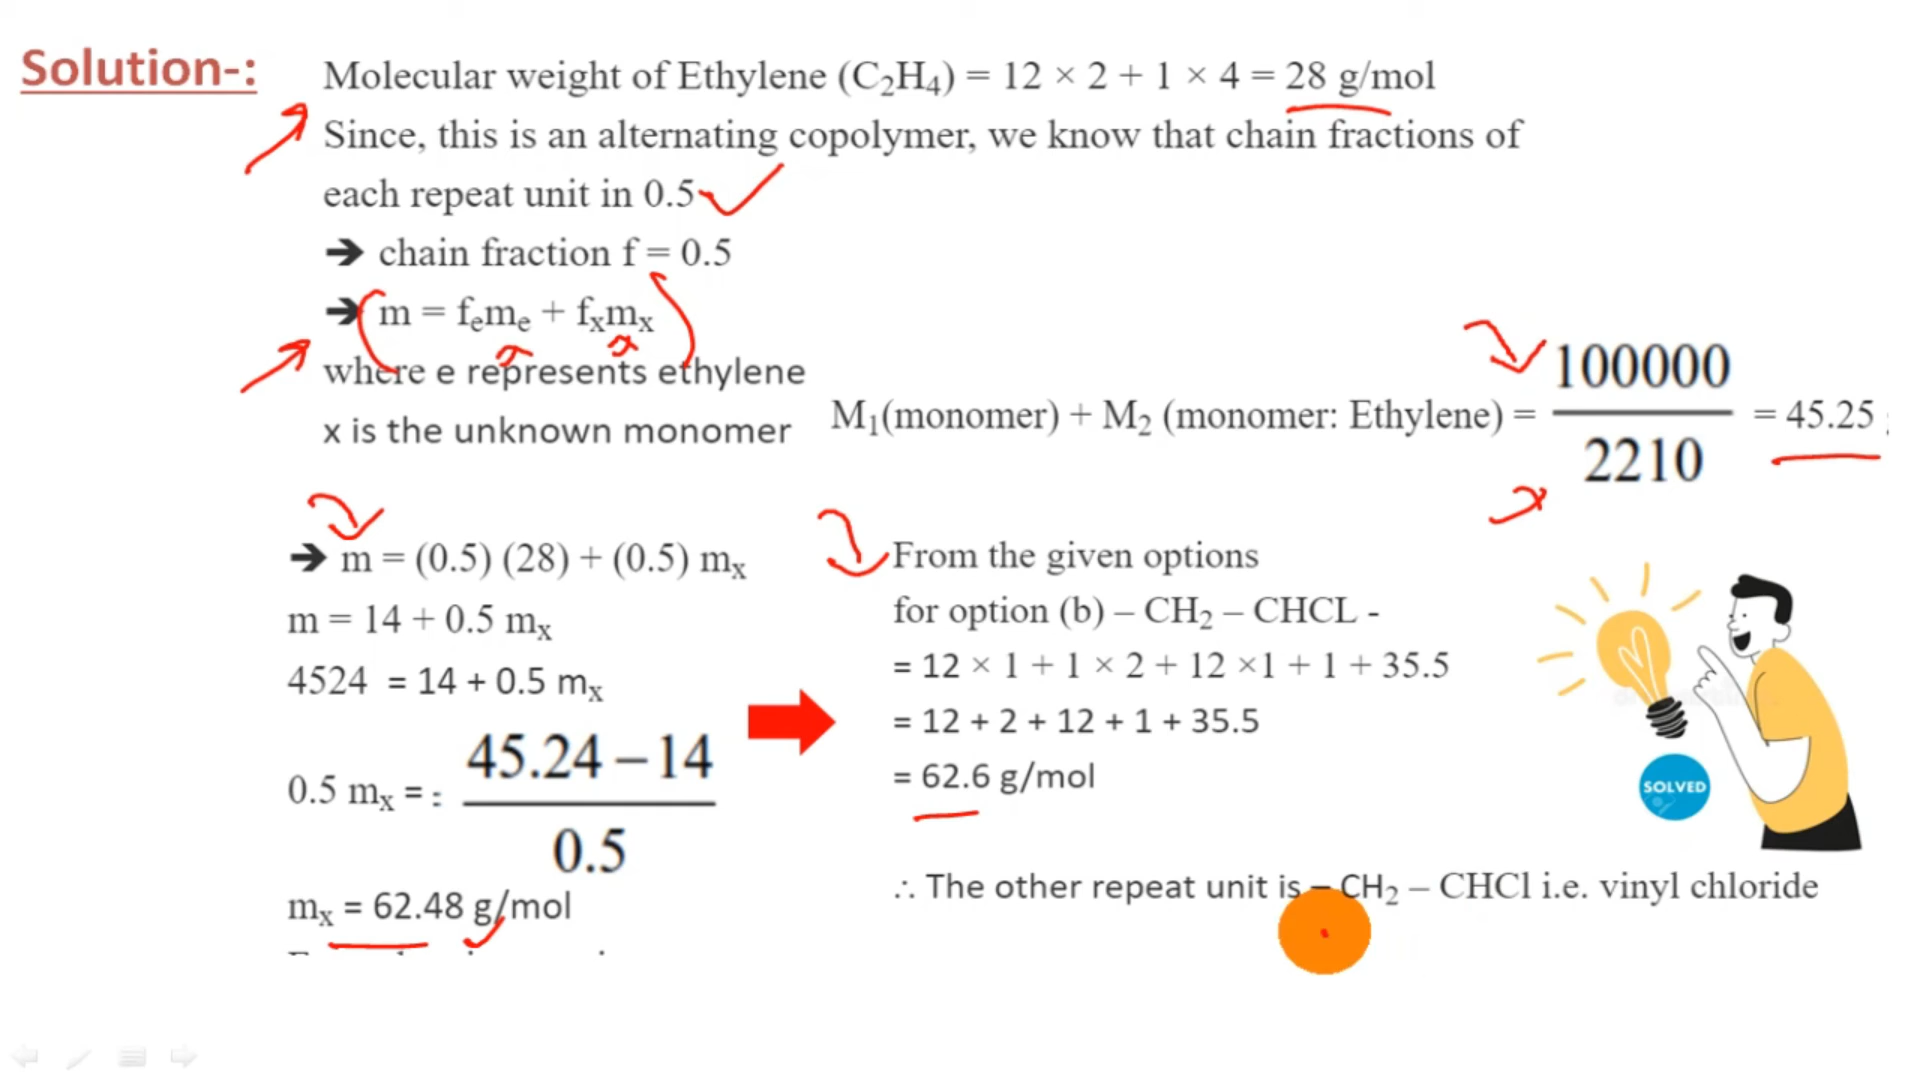 Solution-:
Molecular weight of Ethylene (C₂H₄) = 12 × 2 + 1 × 4 = 28 g/mol
Since, this is an alternating copolymer, we know that chain fractions of
each repeat unit in 0.5
➔ chain fraction f = 0.5
➔ m = fₑmₑ + fₓmₓ
where e represents ethylene
x is the unknown monomer
M₁(monomer) + M₂ (monomer: Ethylene) = 100000 / 2210 = 45.25
➔ m = (0.5) (28) + (0.5) mₓ
m = 14 + 0.5 mₓ
4524 = 14 + 0.5 mₓ
0.5 mₓ = : 45.24 – 14 / 0.5
mₓ = 62.48 g/mol
From the given options
for option (b) – CH₂ – CHCL -
= 12 × 1 + 1 × 2 + 12 ×1 + 1 + 35.5
= 12 + 2 + 12 + 1 + 35.5
= 62.6 g/mol
∴ The other repeat unit is – CH₂ – CHCl i.e. vinyl chloride
SOLVED